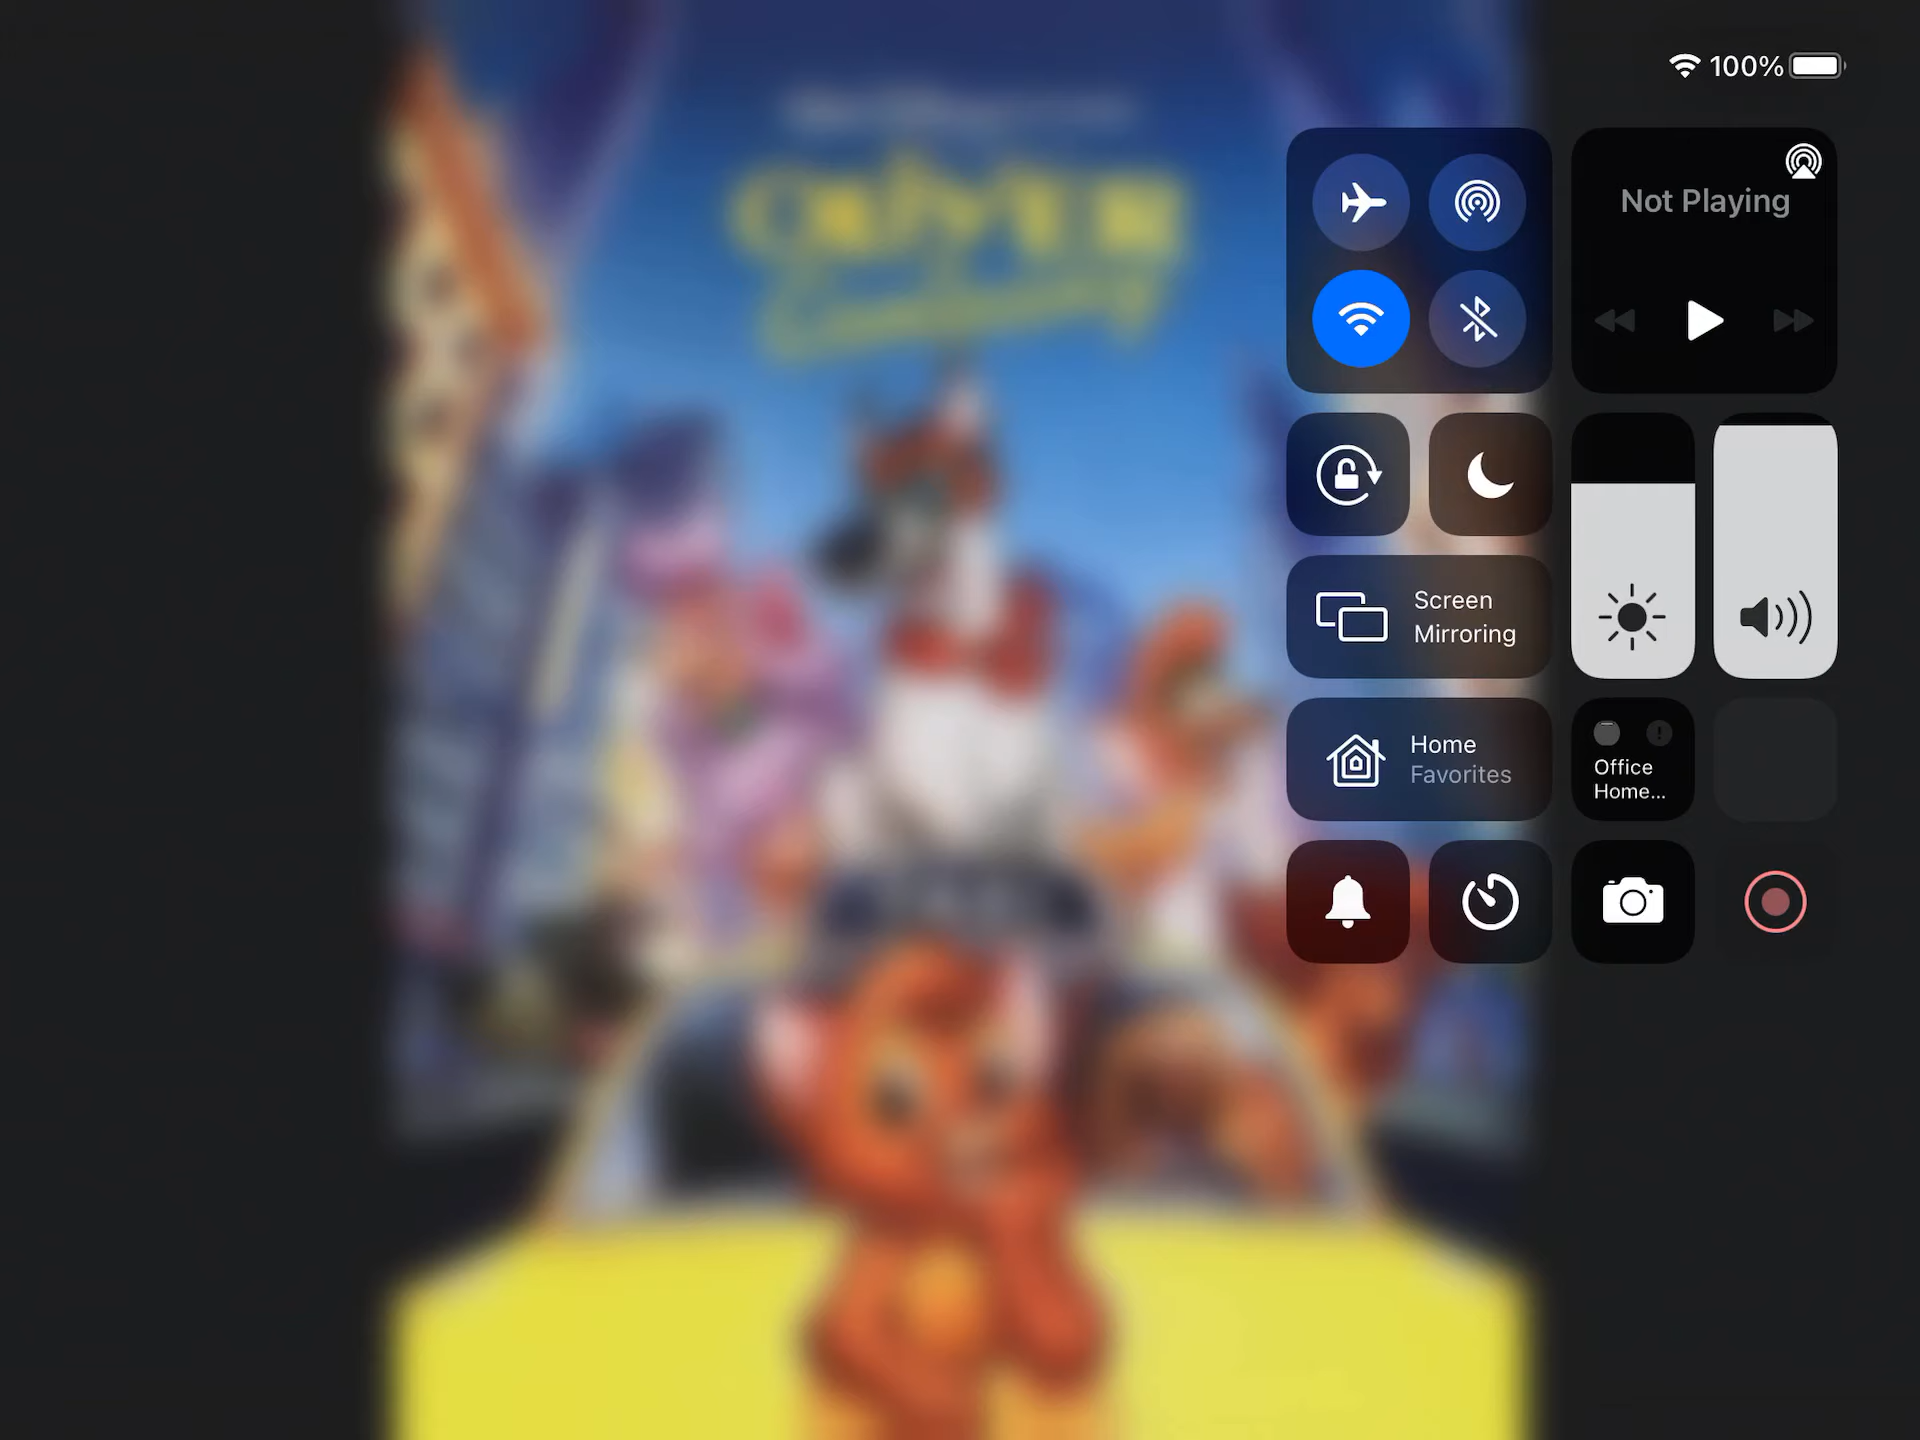 100%
Not Playing
Screen
Mirroring
Home
Favorites
Office
Home...